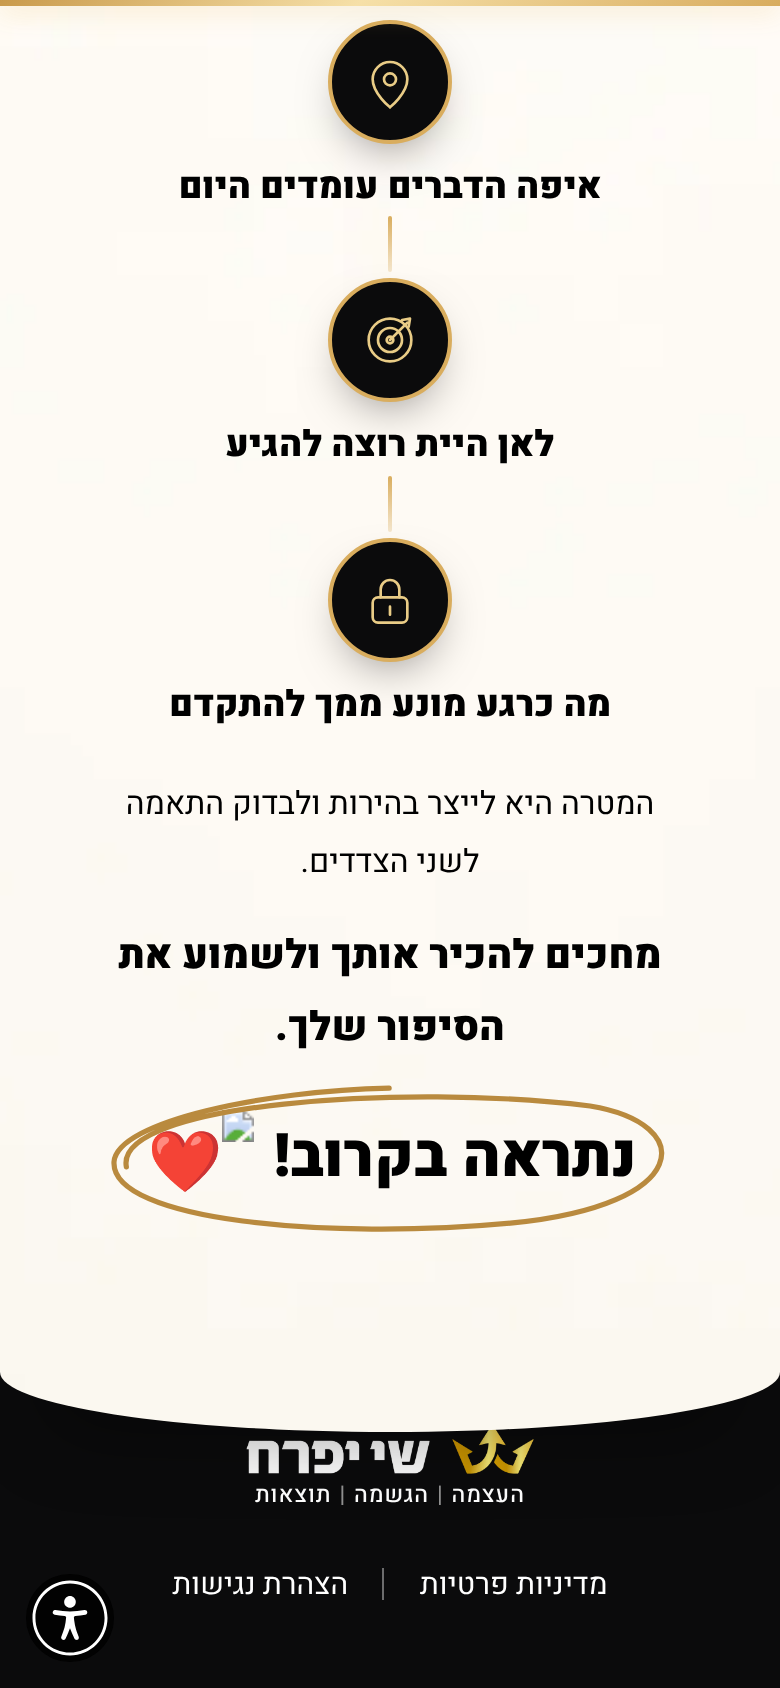 איפה הדברים עומדים היום
לאן היית רוצה להגיע
מה כרגע מונע ממך להתקדם
המטרה היא לייצר בהירות ולבדוק התאמה
לשני הצדדים.
מחכים להכיר אותך ולשמוע את
הסיפור שלך.
נתראה בקרוב! ❤️
שי יפרח
העצמה | הגשמה | תוצאות
מדיניות פרטיות | הצהרת נגישות